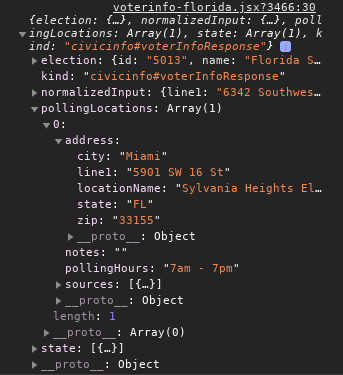 voterinfo-florida.jsx?3466:30
{election: {…}, normalizedInput: {…}, poll
ingLocations: Array(1), state: Array(1), k
ind: "civicinfo#voterInfoResponse"} i
election: {id: "5013", name: "Florida S…
kind: "civicinfo#voterInfoResponse"
normalizedInput: {line1: "6342 Southwes…
pollingLocations: Array(1)
0:
address:
city: "Miami"
line1: "5901 SW 16 St"
locationName: "Sylvania Heights El…
state: "FL"
zip: "33155"
__proto__: Object
notes: ""
pollingHours: "7am - 7pm"
sources: [{…}]
__proto__: Object
length: 1
__proto__: Array(0)
state: [{…}]
__proto__: Object